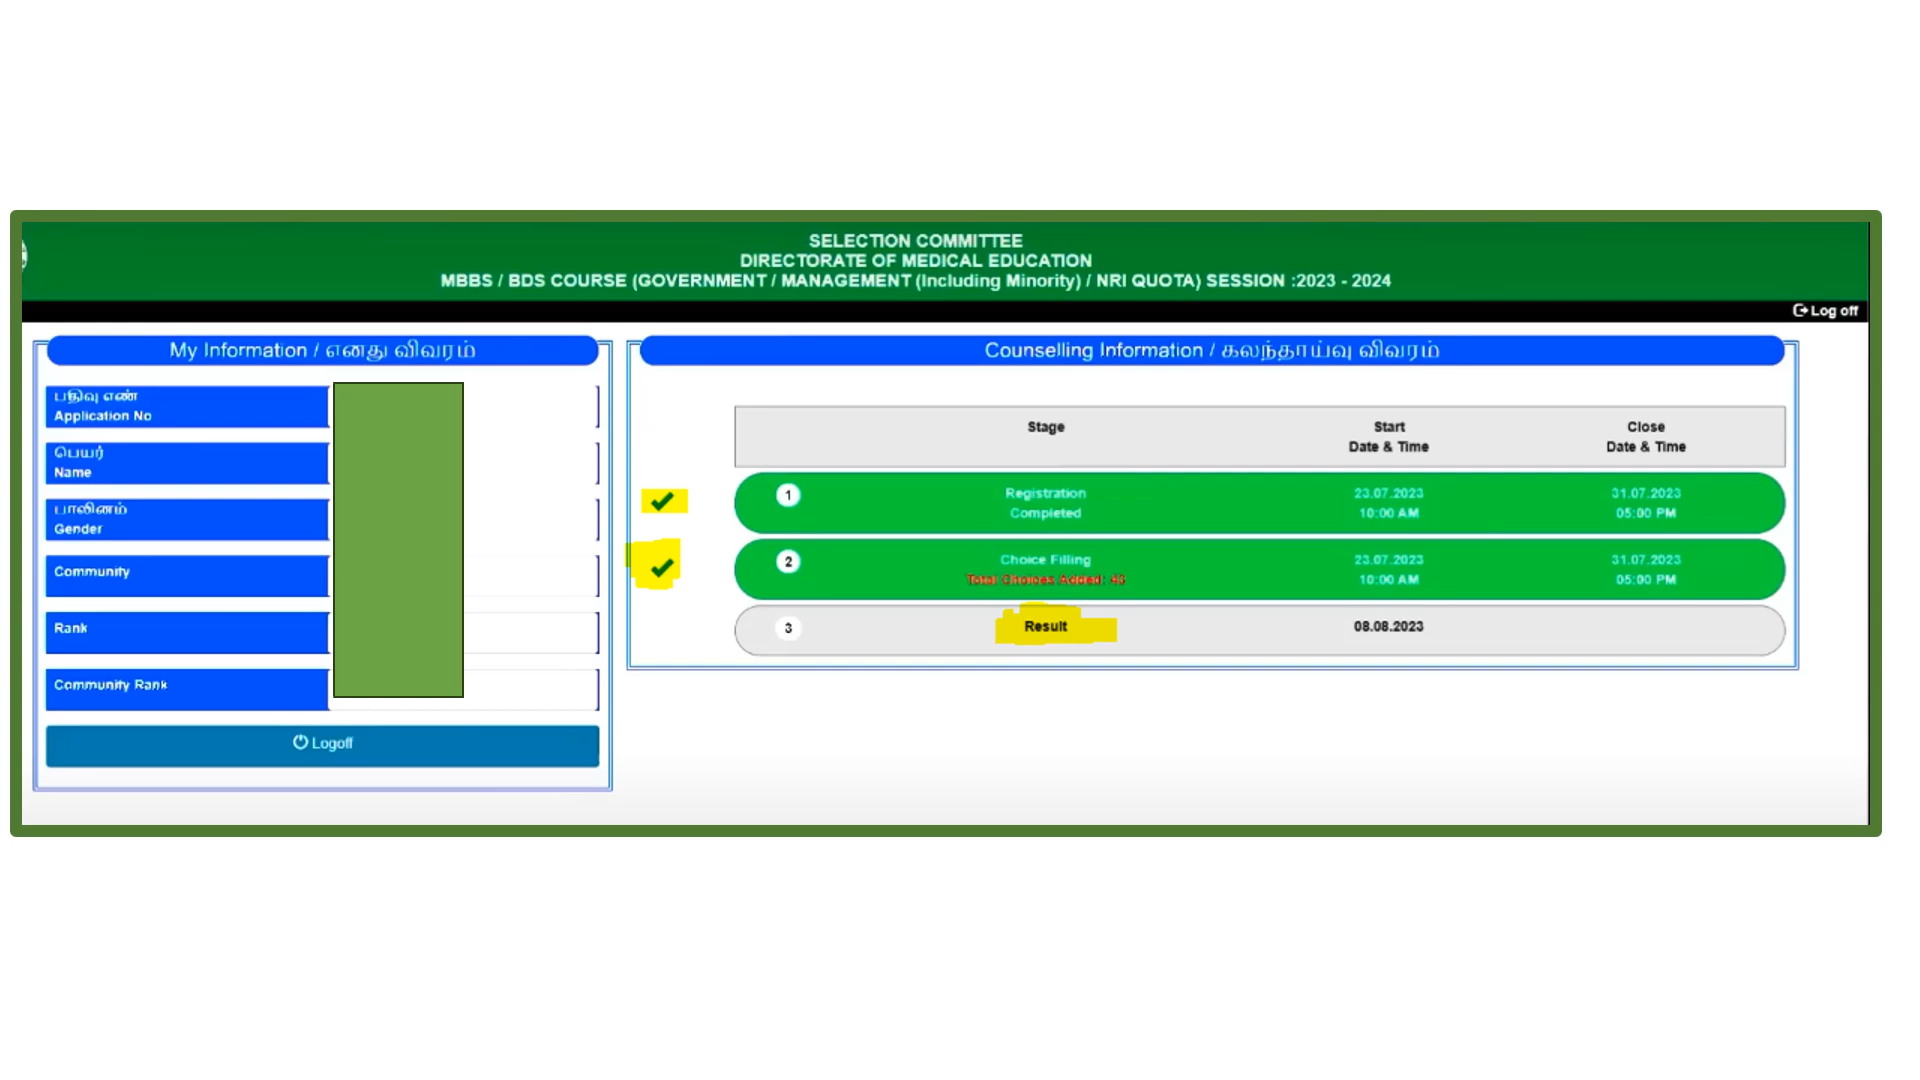 SELECTION COMMITTEE
DIRECTORATE OF MEDICAL EDUCATION
MBBS / BDS COURSE (GOVERNMENT / MANAGEMENT (Including Minority) / NRI QUOTA) SESSION :2023 - 2024
Log off
My Information / எனது விவரம்
பதிவு எண்
Application No
பெயர்
Name
பாலினம்
Gender
Community
Rank
Community Rank
Logoff
Counselling Information / கலந்தாய்வு விவரம்
Stage Start Close
Date & Time Date & Time
1 Registration 23.07.2023 31.07.2023
Completed 10:00 AM 05:00 PM
2 Choice Filling 23.07.2023 31.07.2023
Total Choices Added: 43 10:00 AM 05:00 PM
3 Result 08.08.2023